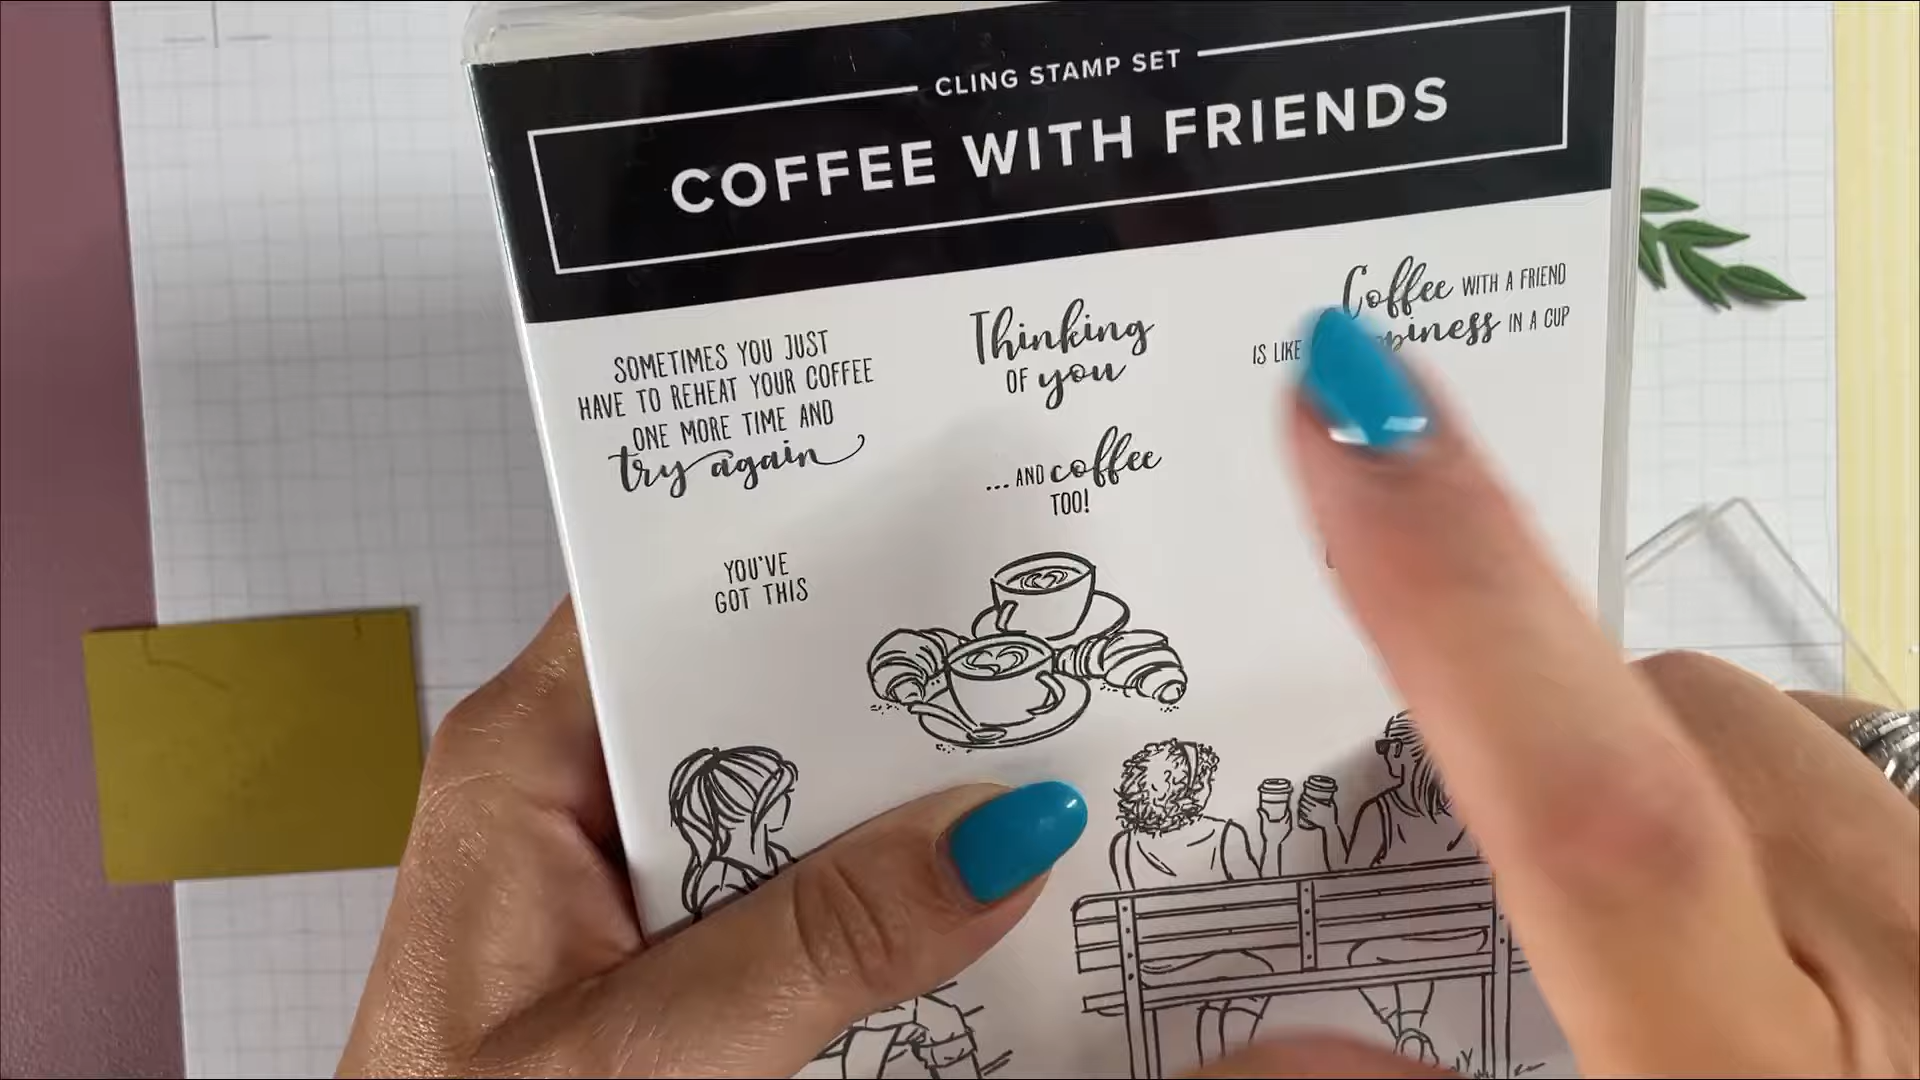 CLING STAMP SET
COFFEE WITH FRIENDS
SOMETIMES YOU JUST
HAVE TO REHEAT YOUR COFFEE
ONE MORE TIME AND
try again
Thinking
OF you
... AND coffee
TOO!
Coffee WITH A FRIEND
IS LIKE IN A CUP
YOU'VE
GOT THIS